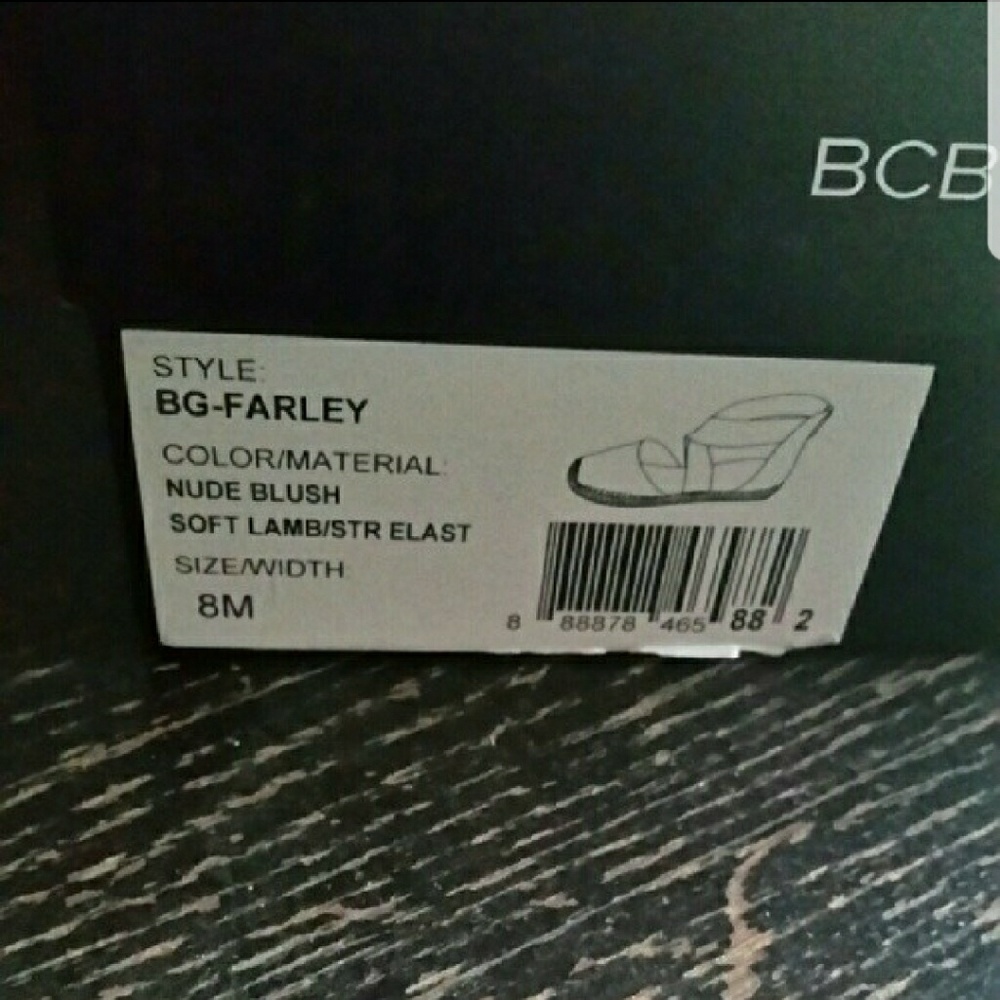 BCB
STYLE:
BG-FARLEY
COLOR/MATERIAL:
NUDE BLUSH
SOFT LAMB/STR ELAST
SIZE/WIDTH
8M
8 88878 465 88 2